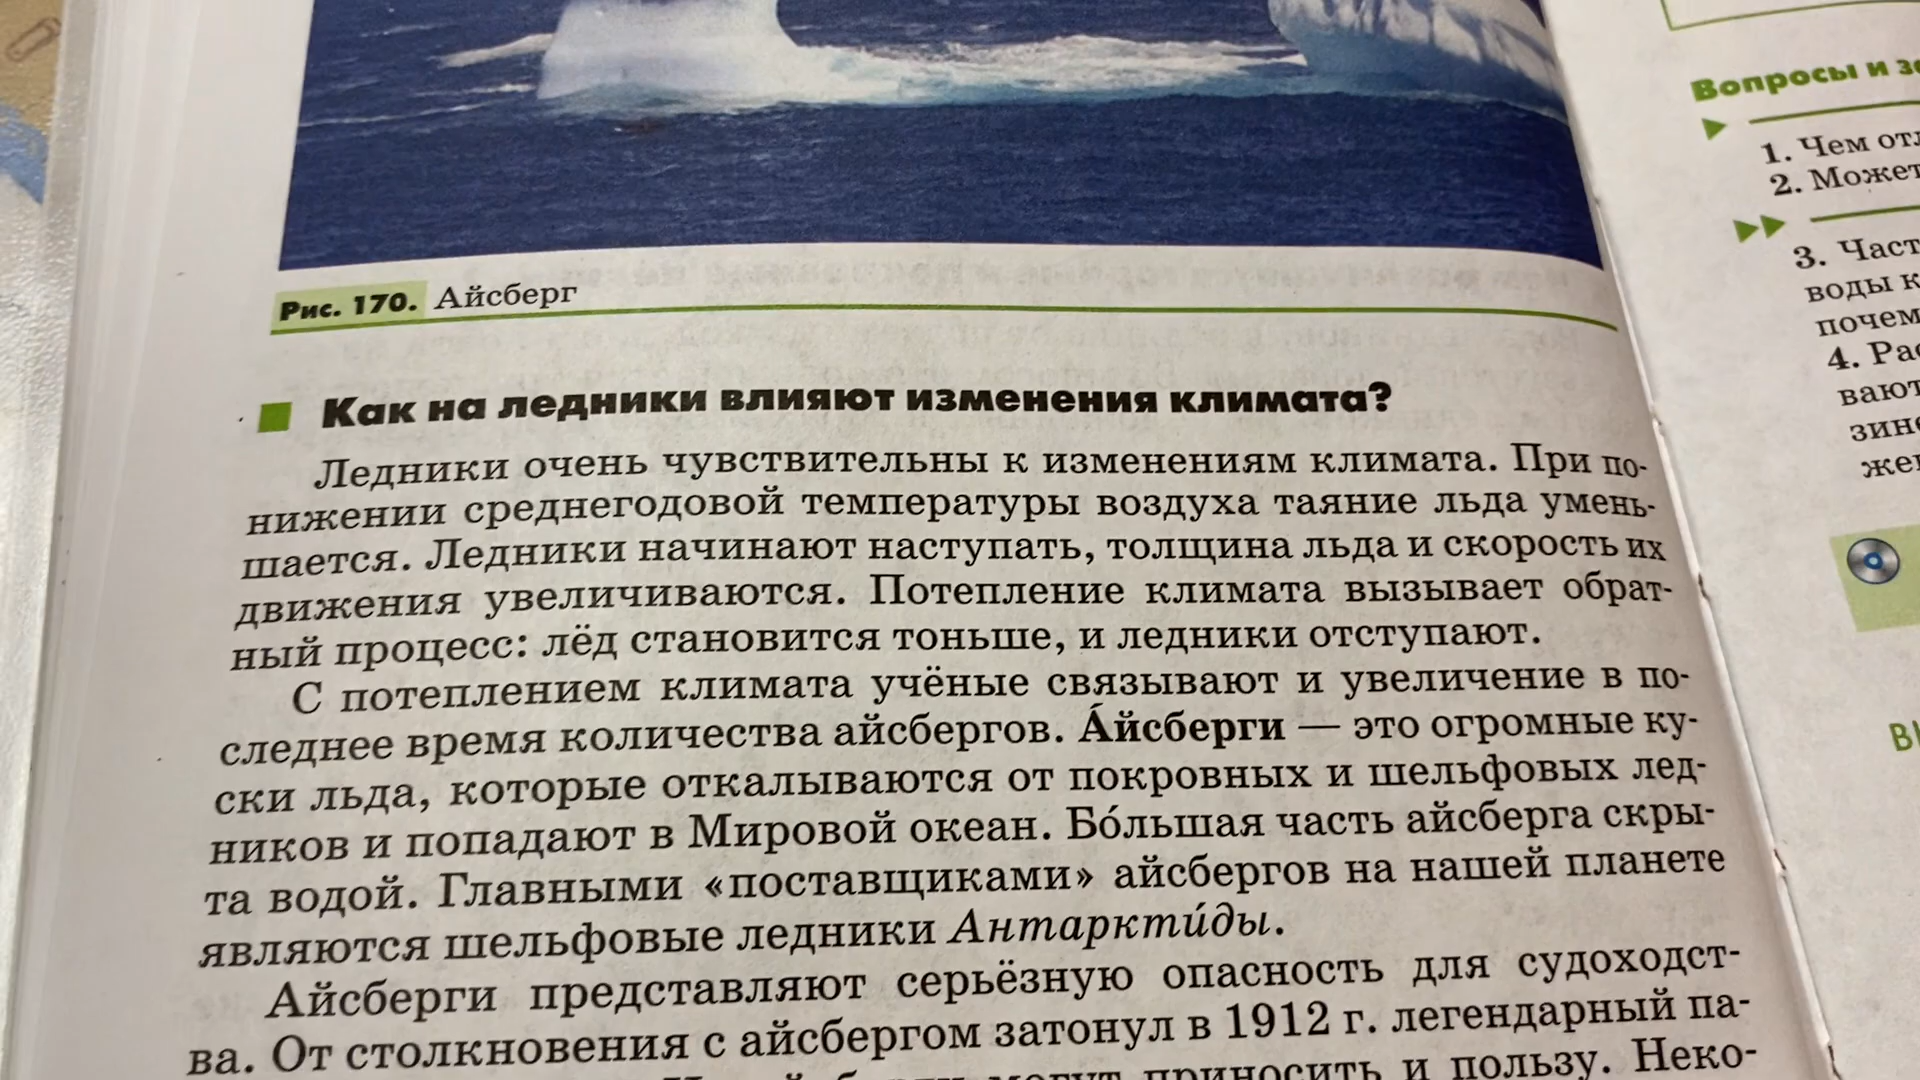 Рис. 170. Айсберг
Как на ледники влияют изменения климата?
Ледники очень чувствительны к изменениям климата. При по-
нижении среднегодовой температуры воздуха таяние льда умень-
шается. Ледники начинают наступать, толщина льда и скорость их
движения увеличиваются. Потепление климата вызывает обрат-
ный процесс: лёд становится тоньше, и ледники отступают.
С потеплением климата учёные связывают и увеличение в по-
следнее время количества айсбергов. А́йсберги — это огромные ку-
ски льда, которые откалываются от покровных и шельфовых лед-
ников и попадают в Мировой океан. Бо́льшая часть айсберга скры-
та водой. Главными «поставщиками» айсбергов на нашей планете
являются шельфовые ледники Антаркти́ды.
Айсберги представляют серьёзную опасность для судоходст-
ва. От столкновения с айсбергом затонул в 1912 г. легендарный па-
могут приносить и пользу. Неко-
Вопросы и
1. Чем
2. Может
3.
воды
почем
4.